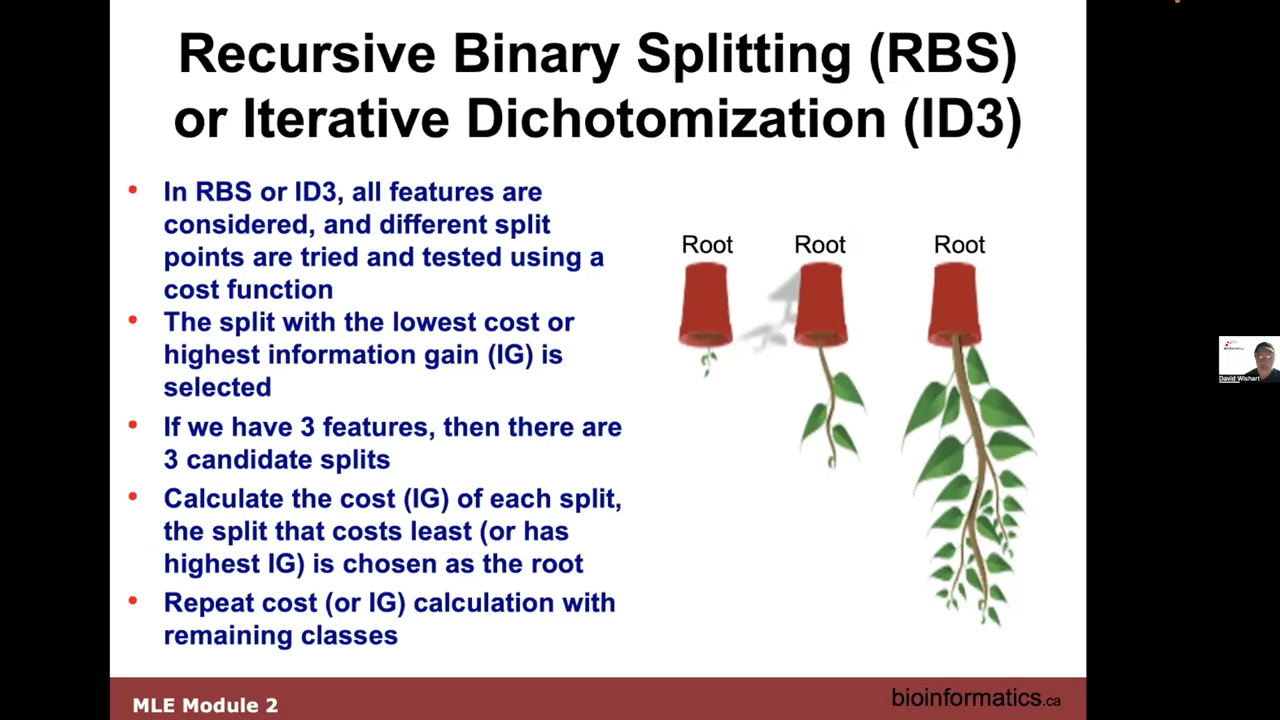 Recursive Binary Splitting (RBS)
or Iterative Dichotomization (ID3)
• In RBS or ID3, all features are
considered, and different split
points are tried and tested using a
cost function
• The split with the lowest cost or
highest information gain (IG) is
selected
• If we have 3 features, then there are
3 candidate splits
• Calculate the cost (IG) of each split,
the split that costs least (or has
highest IG) is chosen as the root
• Repeat cost (or IG) calculation with
remaining classes
Root Root Root
David Wishart
MLE Module 2
bioinformatics.ca